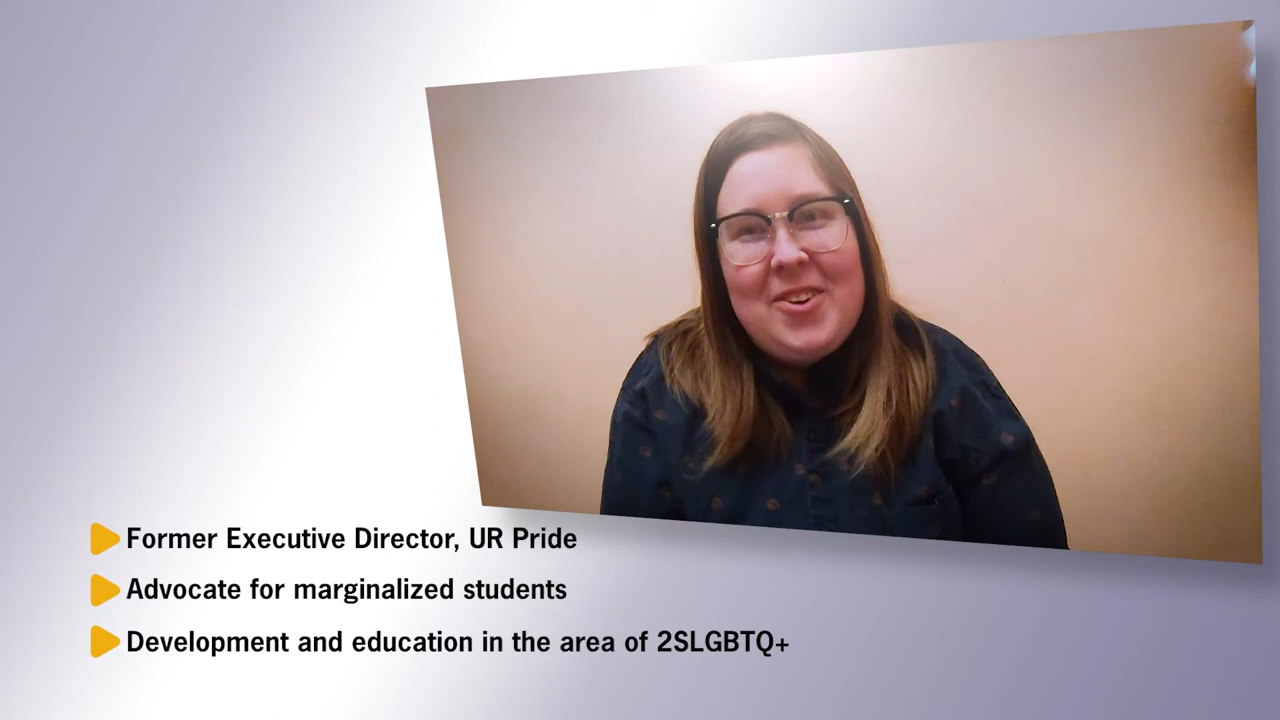 Former Executive Director, UR Pride
Advocate for marginalized students
Development and education in the area of 2SLGBTQ+